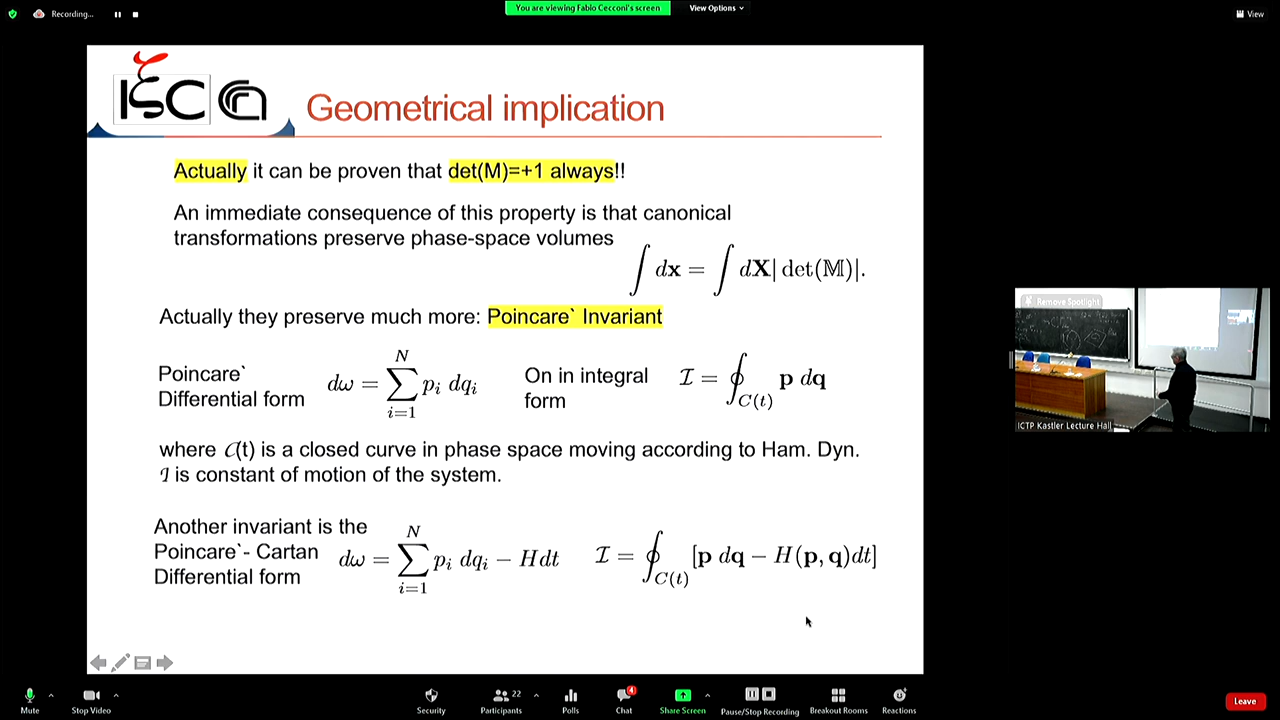 Recording...
You are viewing Fabio Cecconi's screen
View Options
View
ISC
Geometrical implication
Actually it can be proven that det(M)=+1 always!!
An immediate consequence of this property is that canonical
transformations preserve phase-space volumes
∫ dx = ∫ dX| det(𝕄)|.
Actually they preserve much more: Poincare` Invariant
Poincare`
Differential form
dω = ∑_{i=1}^{N} p_i dq_i
On in integral
form
ℐ = ∮_{C(t)} p dq
where 𝒞(t) is a closed curve in phase space moving according to Ham. Dyn.
ℐ is constant of motion of the system.
Another invariant is the
Poincare`- Cartan
Differential form
dω = ∑_{i=1}^{N} p_i dq_i − Hdt
ℐ = ∮_{C(t)} [p dq − H(p, q)dt]
Remove Spotlight
ICTP Kastler Lecture Hall
Mute
Stop Video
Security
22
Participants
Polls
4
Chat
Share Screen
Pause/Stop Recording
Breakout Rooms
Reactions
Leave